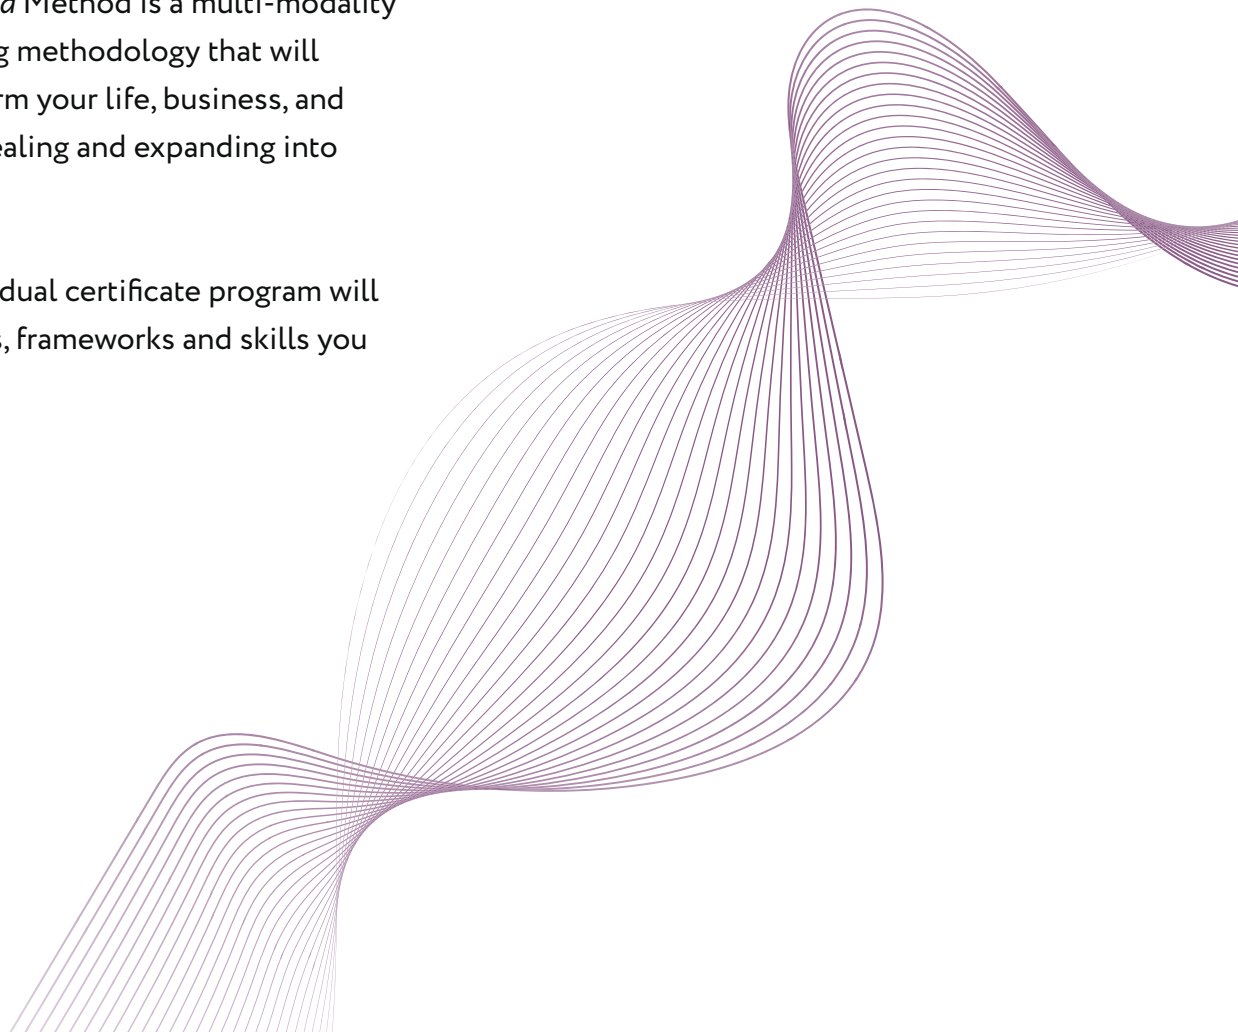 a Method is a multi-modality
g methodology that will
rm your life, business, and
ealing and expanding into
dual certificate program will
s, frameworks and skills you